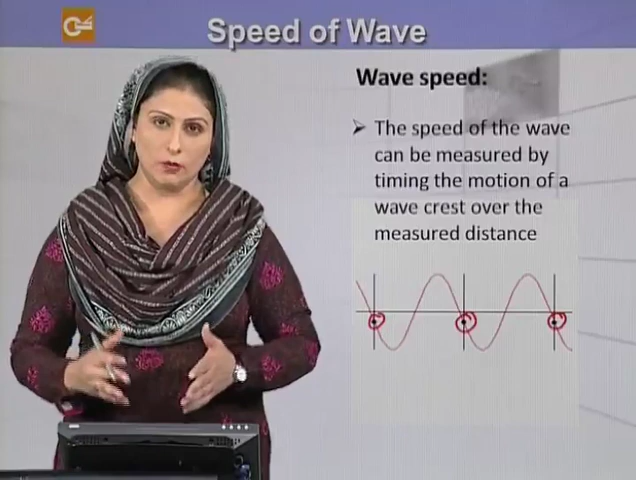 Speed of Wave
Wave speed:
➢ The speed of the wave
can be measured by
timing the motion of a
wave crest over the
measured distance